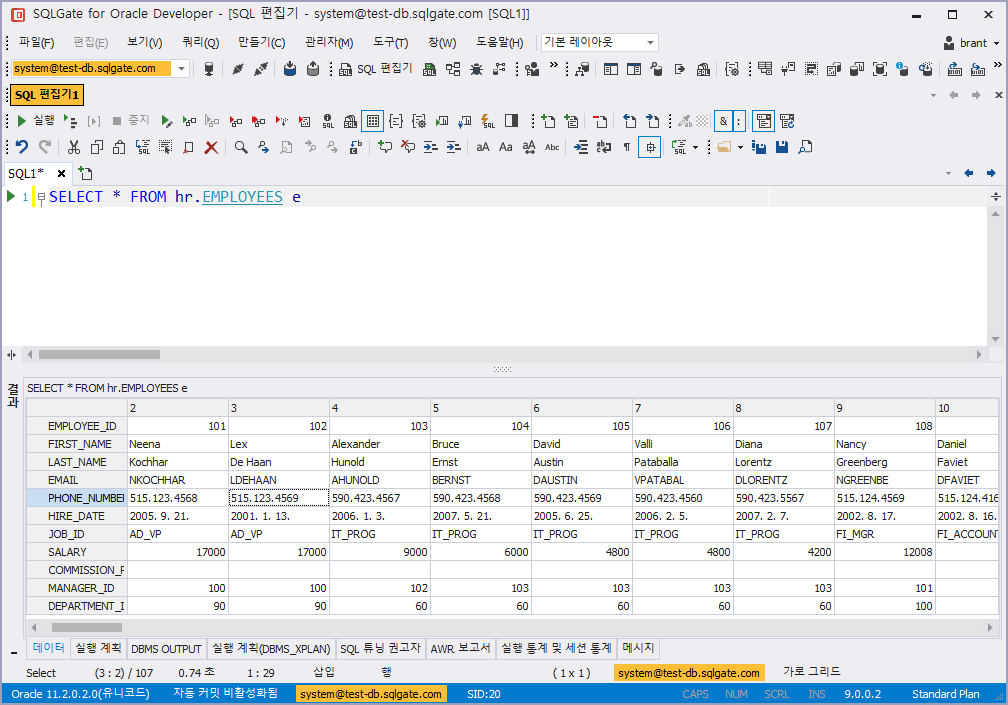 SQLGate for Oracle Developer - [SQL 편집기 - system@test-db.sqlgate.com [SQL1]]
파일(F) 편집(E) 보기(V) 쿼리(Q) 만들기(C) 관리자(M) 도구(T) 창(W) 도움말(H) 기본 레이아웃 brant
system@test-db.sqlgate.com SQL 편집기
SQL 편집기1
실행 중지
SQL1*
1 SELECT * FROM hr.EMPLOYEES e
결과
SELECT * FROM hr.EMPLOYEES e
2 3 4 5 6 7 8 9 10
EMPLOYEE_ID 101 102 103 104 105 106 107 108
FIRST_NAME Neena Lex Alexander Bruce David Valli Diana Nancy Daniel
LAST_NAME Kochhar De Haan Hunold Ernst Austin Pataballa Lorentz Greenberg Faviet
EMAIL NKOCHHAR LDEHAAN AHUNOLD BERNST DAUSTIN VPATABAL DLORENTZ NGREENBE DFAVIET
PHONE_NUMBER 515.123.4568 515.123.4569 590.423.4567 590.423.4568 590.423.4569 590.423.4560 590.423.5567 515.124.4569 515.124.416
HIRE_DATE 2005. 9. 21. 2001. 1. 13. 2006. 1. 3. 2007. 5. 21. 2005. 6. 25. 2006. 2. 5. 2007. 2. 7. 2002. 8. 17. 2002. 8. 16.
JOB_ID AD_VP AD_VP IT_PROG IT_PROG IT_PROG IT_PROG IT_PROG FI_MGR FI_ACCOUNT
SALARY 17000 17000 9000 6000 4800 4800 4200 12008
COMMISSION_F
MANAGER_ID 100 100 102 103 103 103 103 101
DEPARTMENT_I 90 90 60 60 60 60 60 100
데이터 실행 계획 DBMS OUTPUT 실행 계획(DBMS_XPLAN) SQL 튜닝 권고자 AWR 보고서 실행 통계 및 세션 통계 메시지
Select (3 : 2) / 107 0.74 초 1 : 29 삽입 행 ( 1 x 1 ) system@test-db.sqlgate.com 가로 그리드
Oracle 11.2.0.2.0(유니코드) 자동 커밋 비활성화됨 system@test-db.sqlgate.com SID:20 CAPS NUM SCRL INS 9.0.0.2 Standard Plan